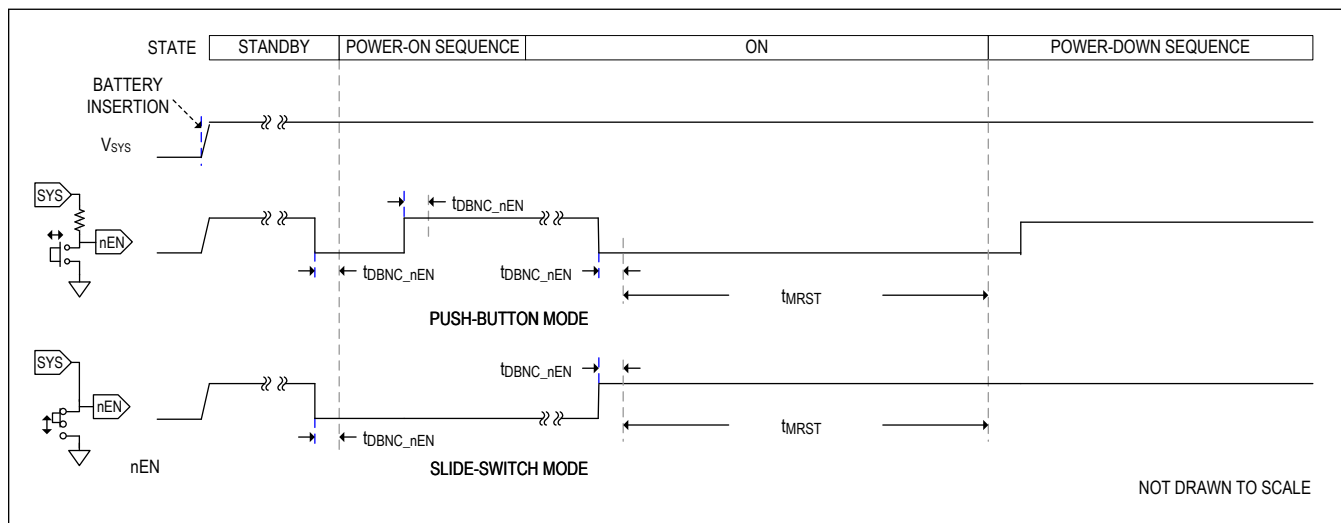 STATE STANDBY POWER-ON SEQUENCE ON POWER-DOWN SEQUENCE
BATTERY
INSERTION
VSYS
SYS
nEN
tDBNC_nEN
tDBNC_nEN
tDBNC_nEN
tMRST
PUSH-BUTTON MODE
SYS
nEN
tDBNC_nEN
tDBNC_nEN
tMRST
nEN
SLIDE-SWITCH MODE
NOT DRAWN TO SCALE